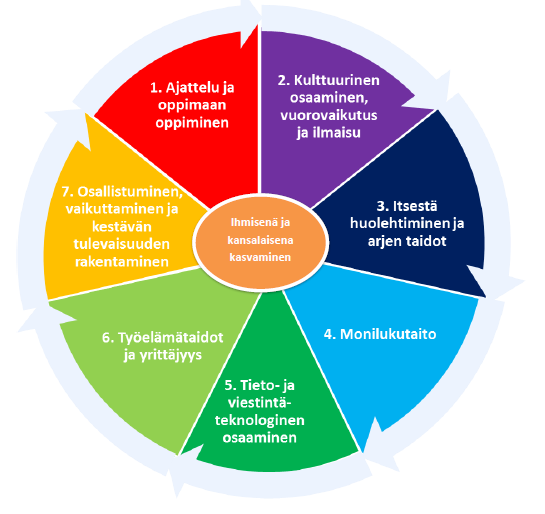 1. Ajattelu ja
oppimaan
oppiminen
2. Kulttuurinen
osaaminen,
vuorovaikutus
ja ilmaisu
3. Itsestä
huolehtiminen ja
arjen taidot
4. Monilukutaito
5. Tieto- ja
viestintä-
teknologinen
osaaminen
6. Työelämätaidot
ja yrittäjyys
7. Osallistuminen,
vaikuttaminen ja
kestävän
tulevaisuuden
rakentaminen
Ihmisenä ja
kansalaisena
kasvaminen